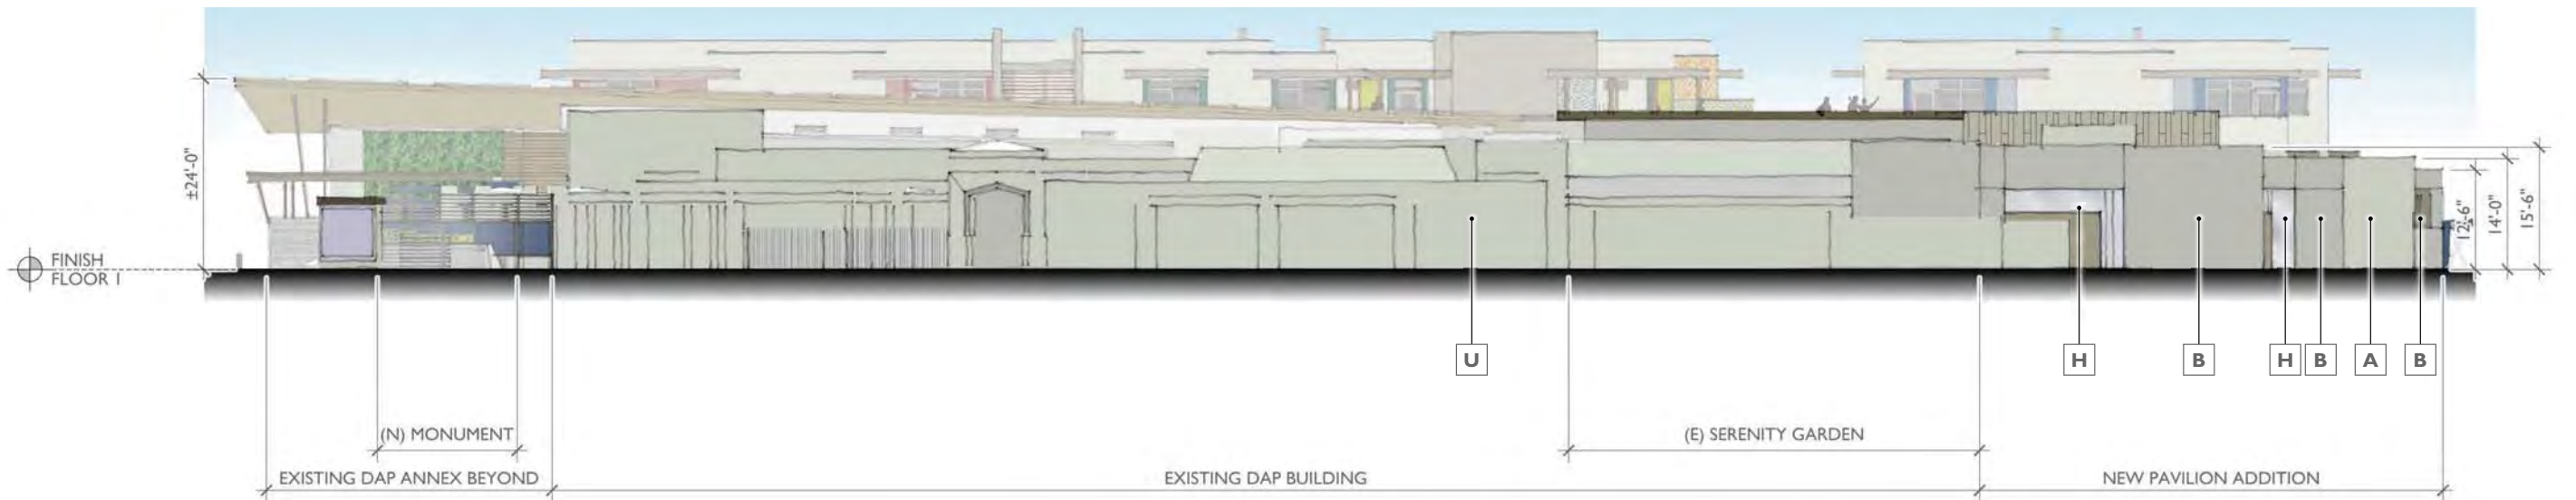 ±24'-0"
FINISH
FLOOR 1
12'-6"
14'-0"
15'-6"
U
H
B
H
B
A
B
(N) MONUMENT
(E) SERENITY GARDEN
EXISTING DAP ANNEX BEYOND
EXISTING DAP BUILDING
NEW PAVILION ADDITION